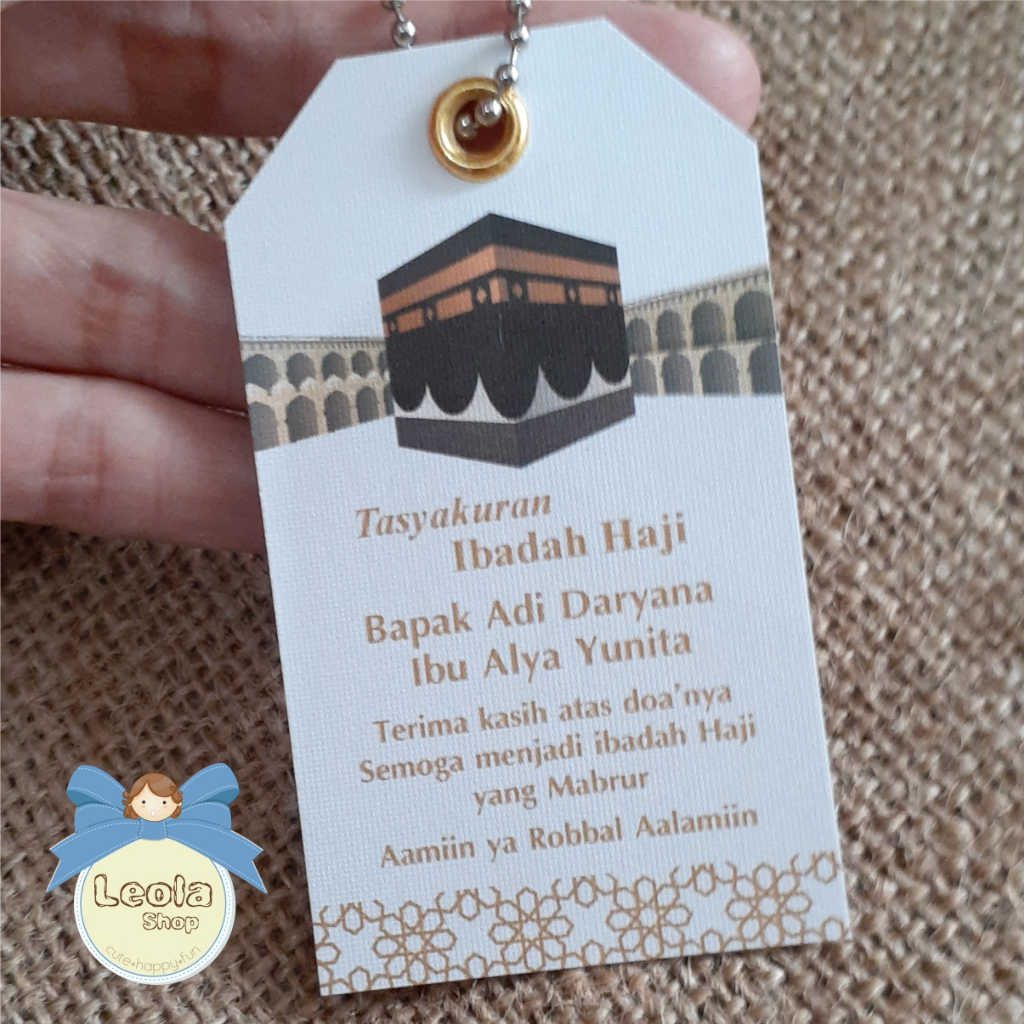 Tasyakuran
Ibadah Haji
Bapak Adi Daryana
Ibu Alya Yunita
Terima kasih atas doa'nya
Semoga menjadi ibadah Haji
yang Mabrur
Aamiin ya Robbal Aalamiin
Leola
Shop
cute•happy•fun